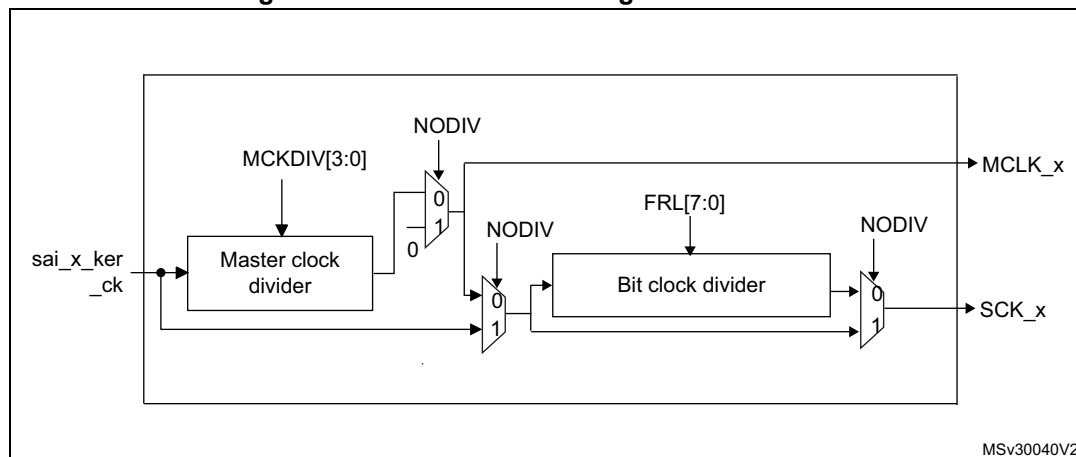 NODIV
MCKDIV[3:0]
MCLK_x
0
1
0
FRL[7:0]
NODIV
NODIV
sai_x_ker
_ck
Master clock
divider
Bit clock divider
0
1
0
1
SCK_x
MSv30040V2